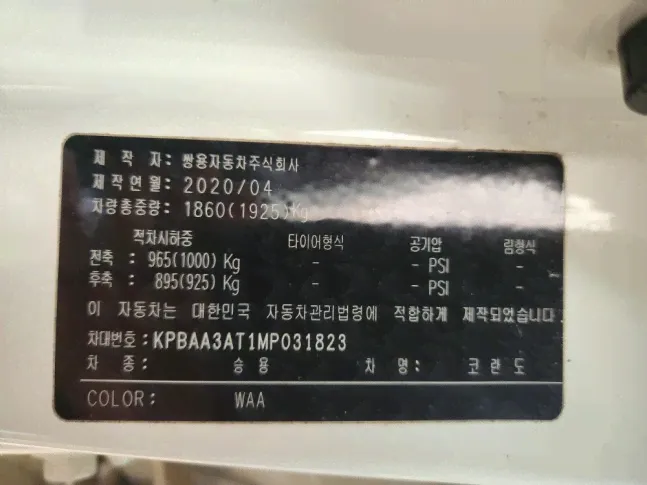 제 작 자: 쌍용자동차주식회사
제작연월: 2020/04
차량총중량: 1860(1925)Kg
적차시하중 타이어형식 공기압 림형식
전축 : 965(1000) Kg - - PSI -
후축 : 895(925) Kg - - PSI -
이 자동차는 대한민국 자동차관리법령에 적합하게 제작되었습니다
차대번호: KPBAA3AT1MP031823
차 종: 승용 차 명: 코란도
COLOR: WAA